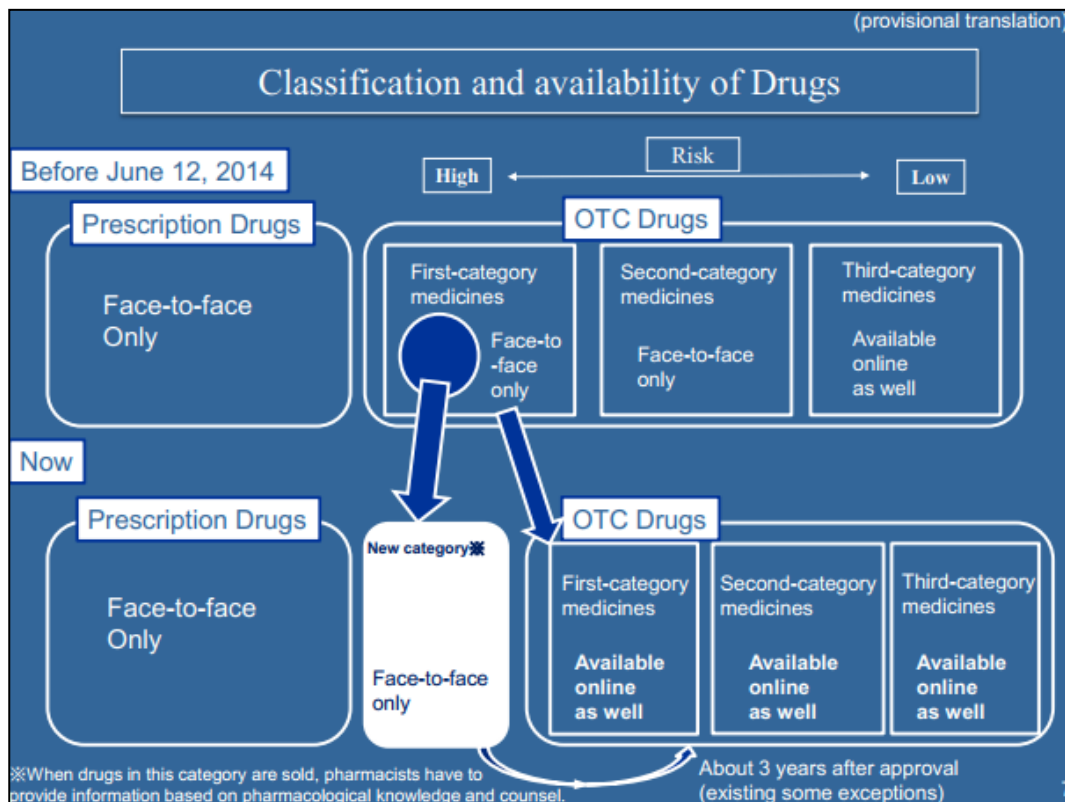 (provisional translation)
Classification and availability of Drugs
Before June 12, 2014
Risk
High
Low
Prescription Drugs
Face-to-face
Only
OTC Drugs
First-category
medicines
Face-to
-face
only
Second-category
medicines
Face-to-face
only
Third-category
medicines
Available
online
as well
Now
Prescription Drugs
Face-to-face
Only
New category※
Face-to-face
only
OTC Drugs
First-category
medicines
Available
online
as well
Second-category
medicines
Available
online
as well
Third-category
medicines
Available
online
as well
※When drugs in this category are sold, pharmacists have to
provide information based on pharmacological knowledge and counsel.
About 3 years after approval
(existing some exceptions)